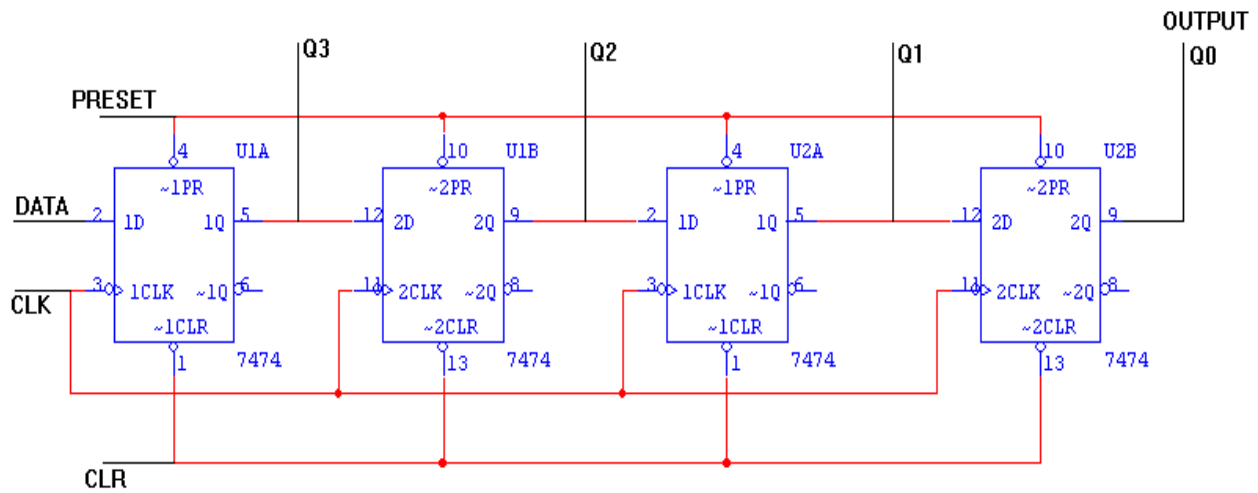 OUTPUT
Q3 Q2 Q1 Q0
PRESET
4 U1A 10 U1B 4 U2A 10 U2B
~1PR ~2PR ~1PR ~2PR
DATA 2 1D 1Q 5 12 2D 2Q 9 2 1D 1Q 5 12 2D 2Q 9
CLK 3 1CLK ~1Q 6 11 2CLK ~2Q 8 3 1CLK ~1Q 6 11 2CLK ~2Q 8
~1CLR ~2CLR ~1CLR ~2CLR
1 7474 13 7474 1 7474 13 7474
CLR